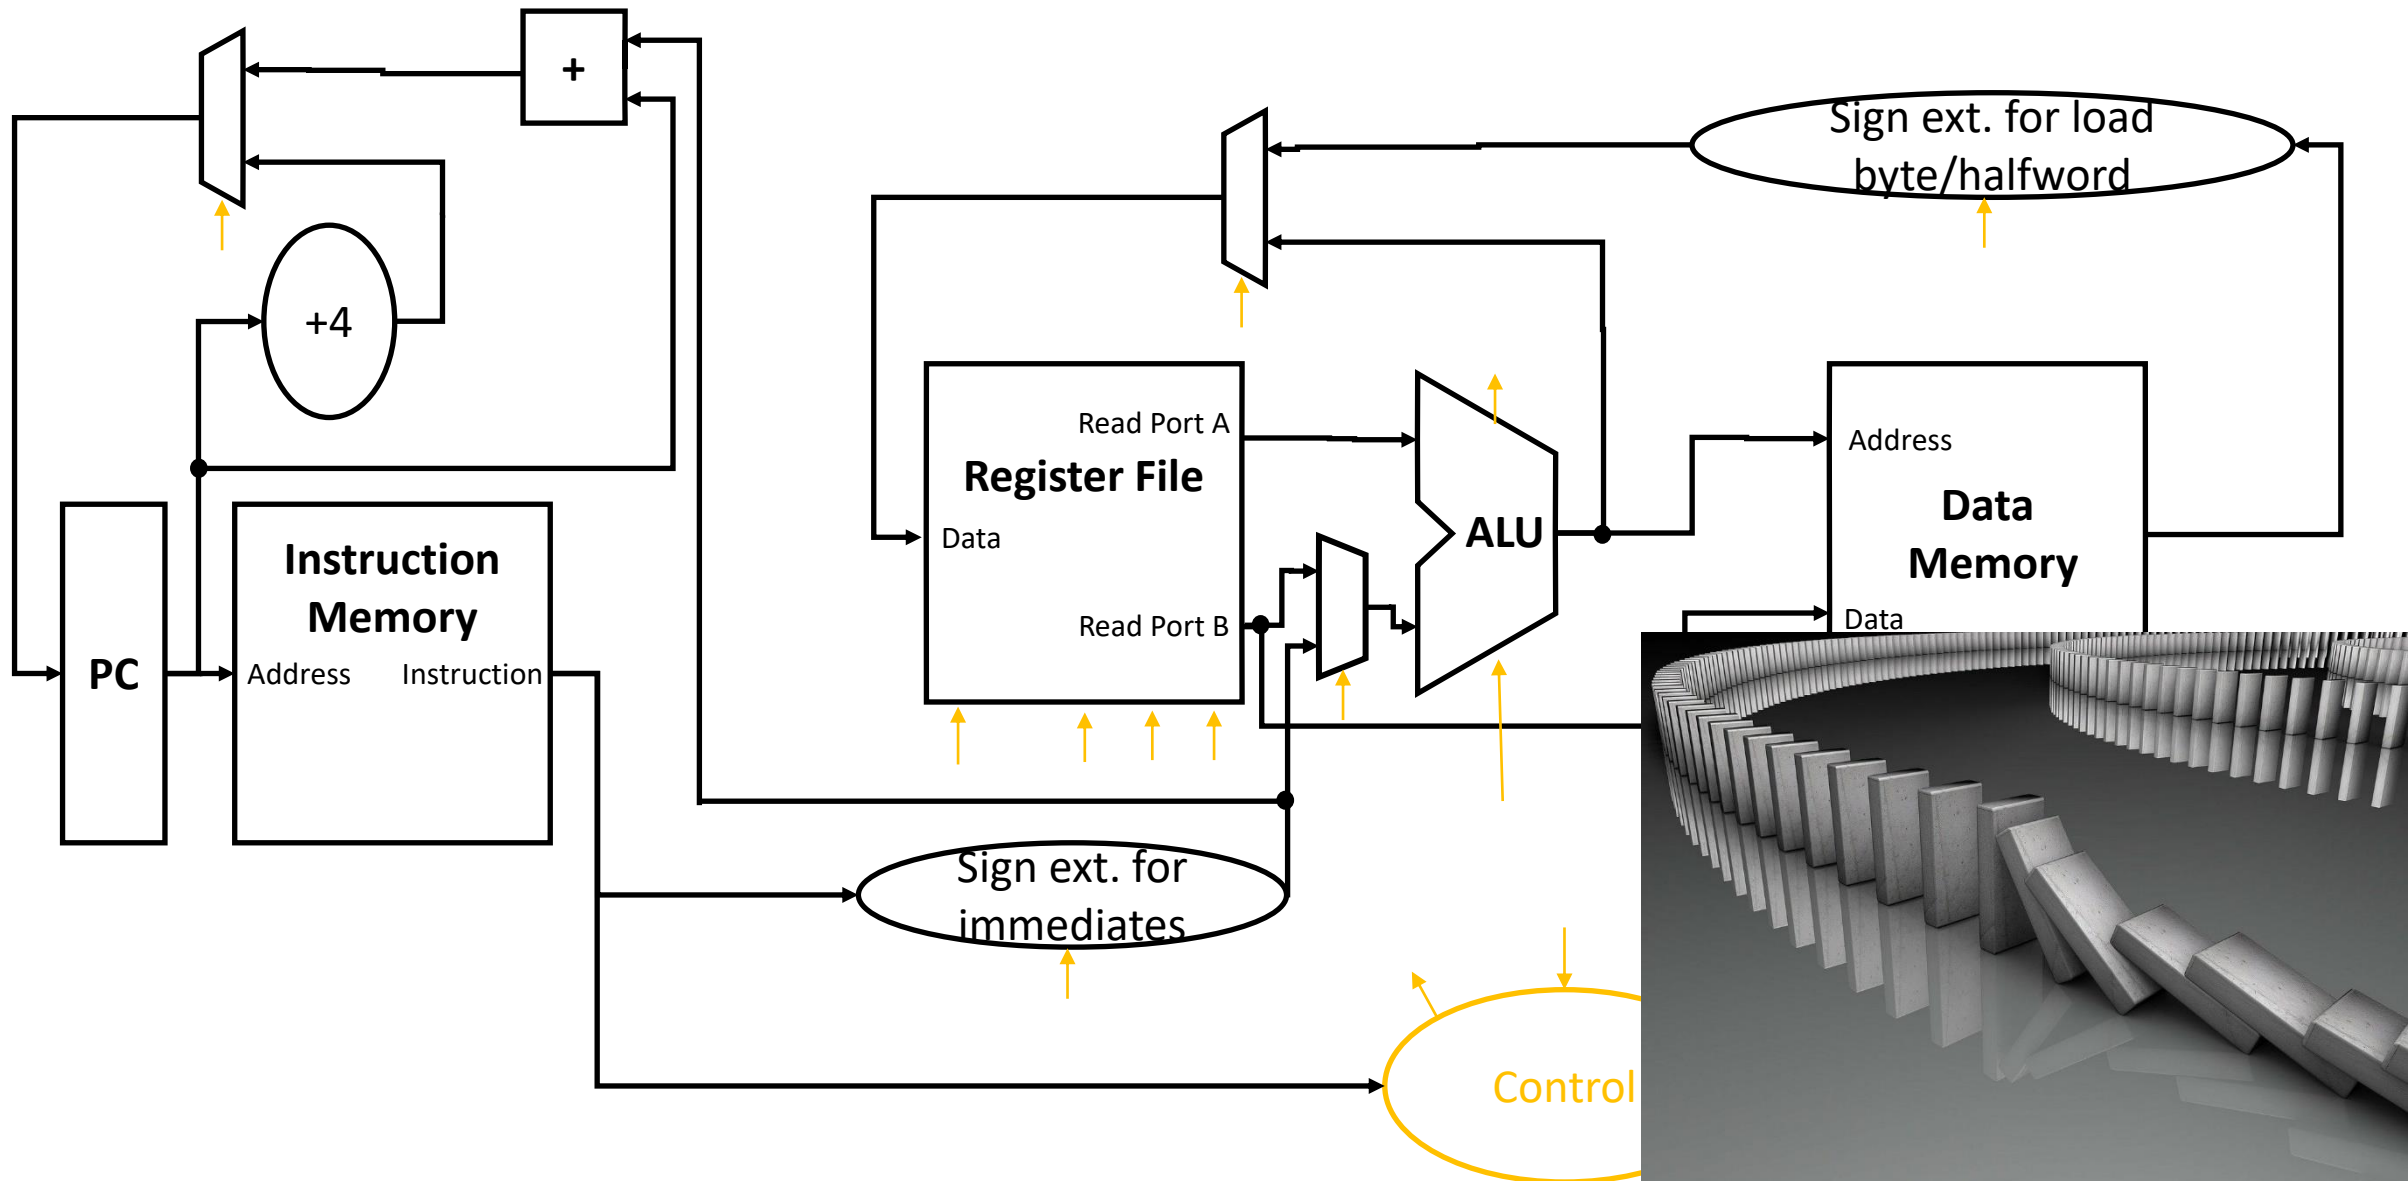 +
Sign ext. for load
byte/halfword
+4
Read Port A
Register File
Data
Read Port B
ALU
Address
Data
Memory
Data
Instruction
Memory
PC
Address
Instruction
Sign ext. for
immediates
Control